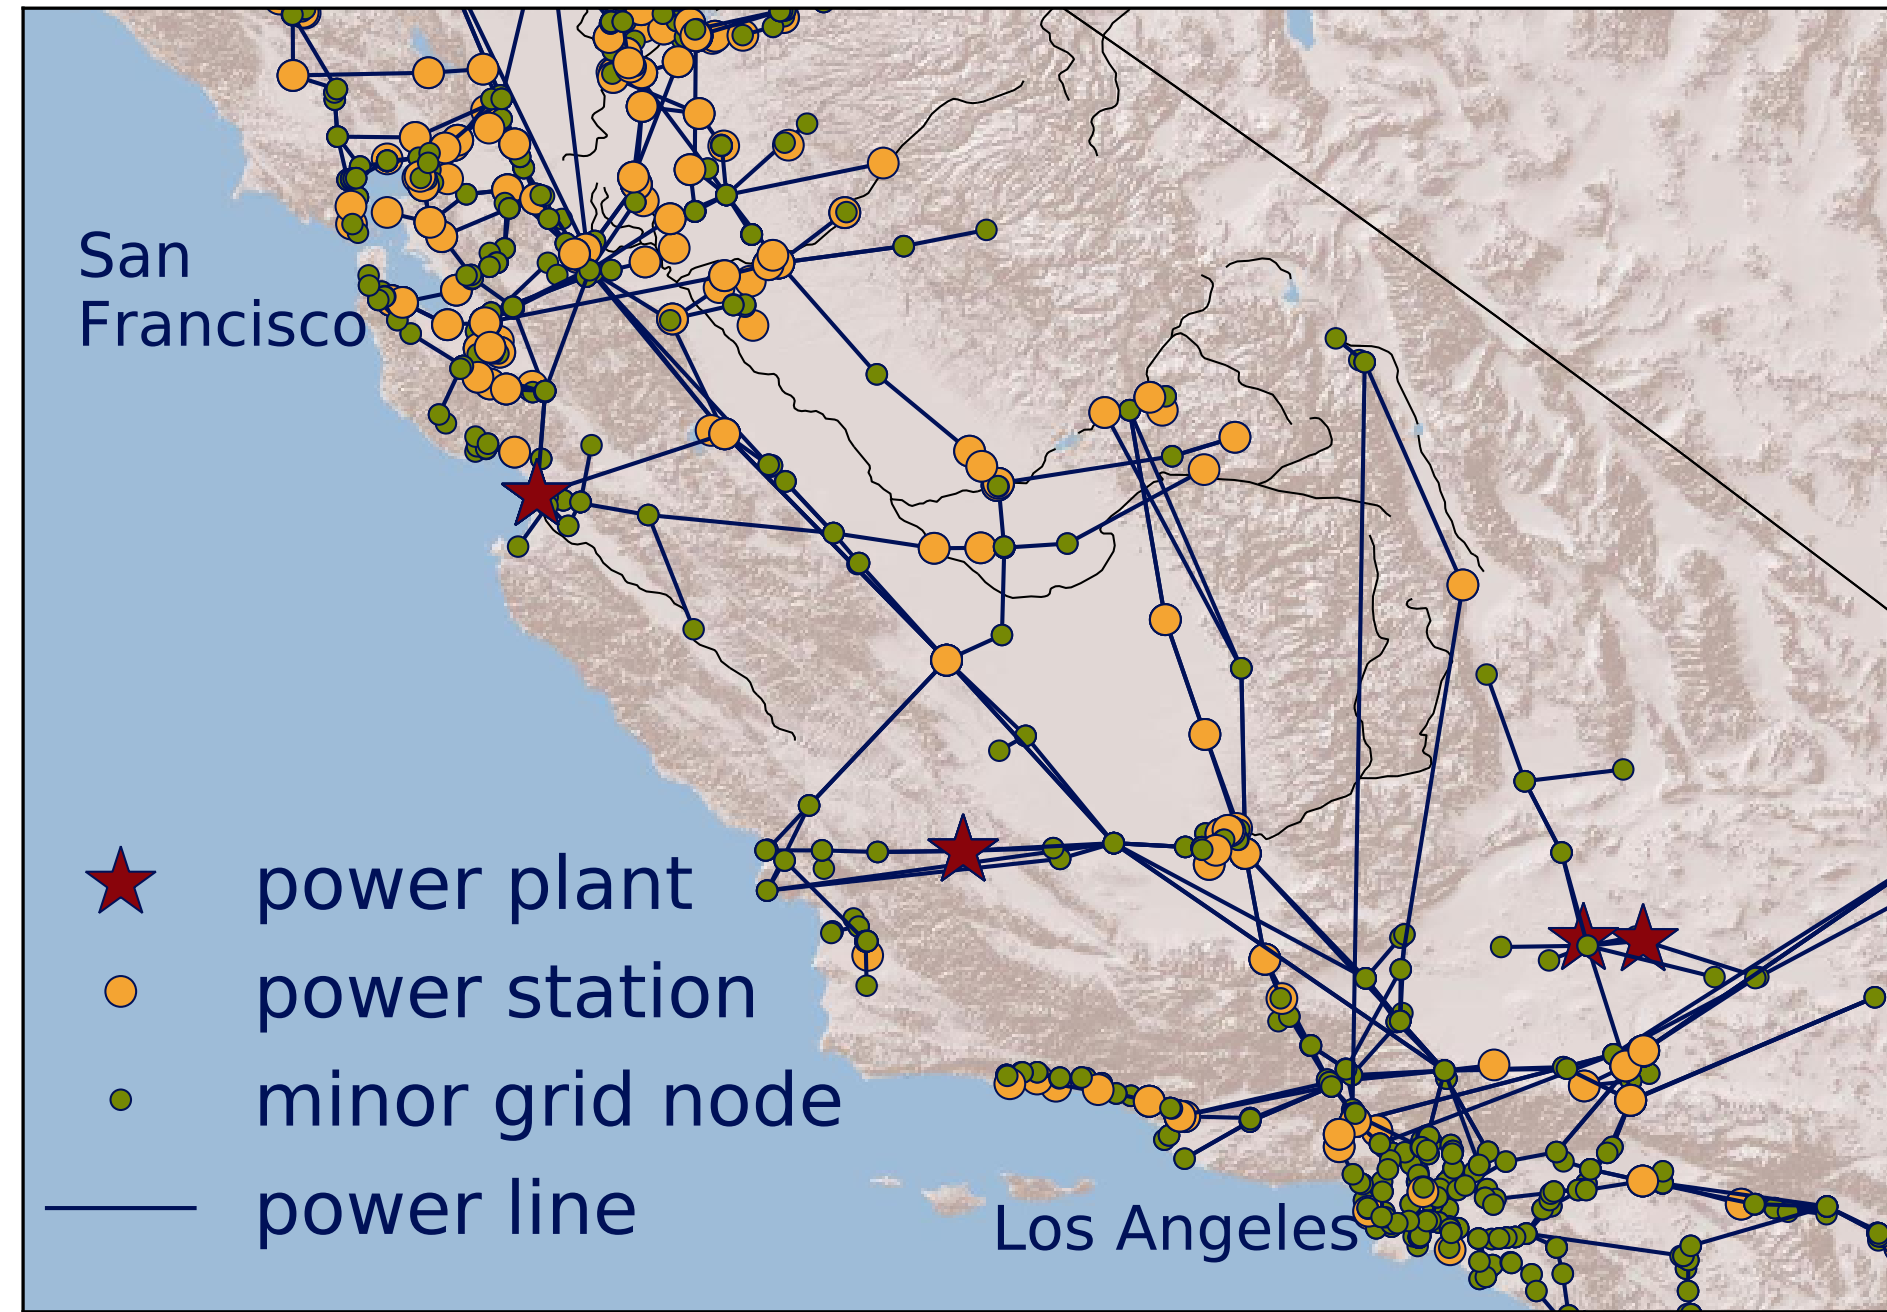 San
Francisco
power plant
power station
minor grid node
power line
Los Angeles